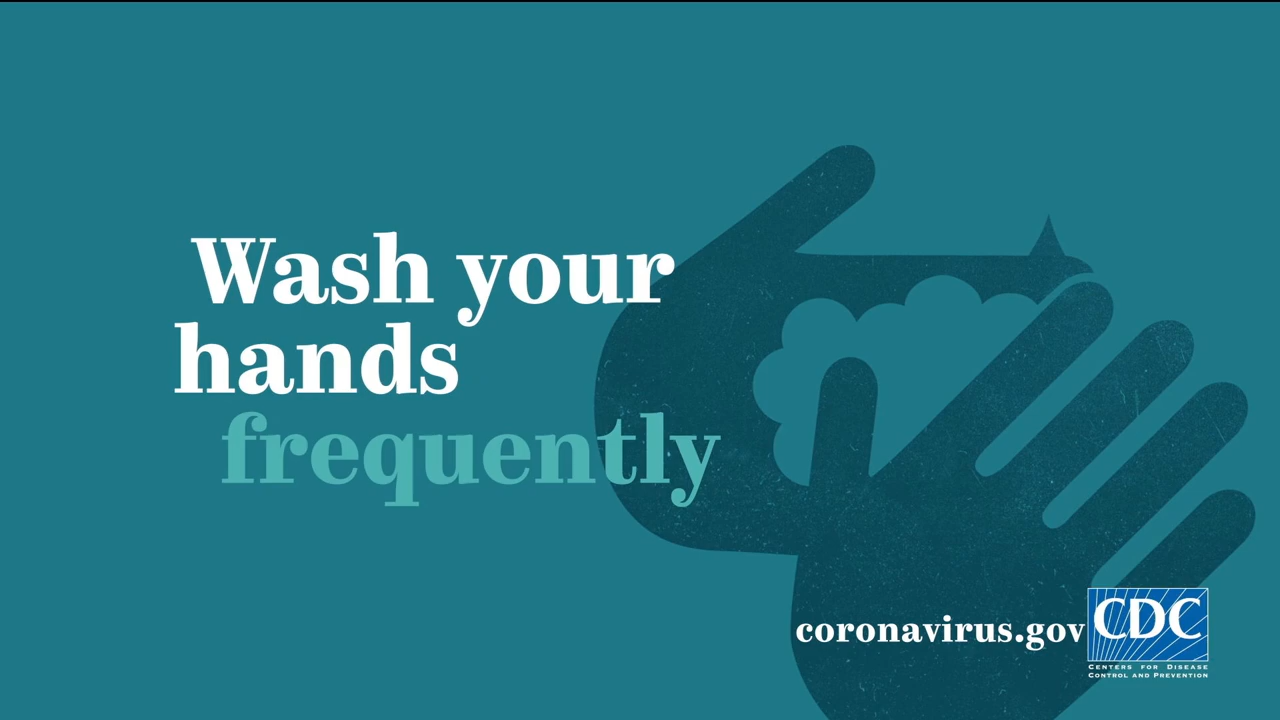 Wash your
hands
frequently
coronavirus.gov
CDC
CENTERS FOR DISEASE
CONTROL AND PREVENTION